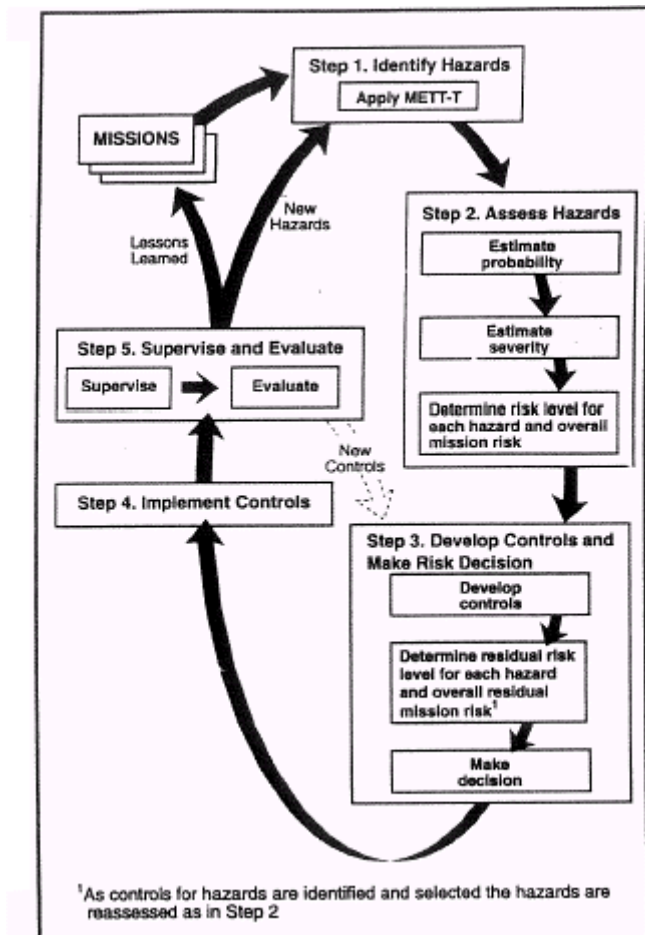 Step 1. Identify Hazards
Apply METT-T
MISSIONS
New
Hazards
Lessons
Learned
Step 2. Assess Hazards
Estimate
probability
Estimate
severity
Determine risk level for
each hazard and overall
mission risk
Step 5. Supervise and Evaluate
Supervise
Evaluate
New
Controls
Step 4. Implement Controls
Step 3. Develop Controls and
Make Risk Decision
Develop
controls
Determine residual risk
level for each hazard
and overall residual
mission risk¹
Make
decision
¹As controls for hazards are identified and selected the hazards are
reassessed as in Step 2